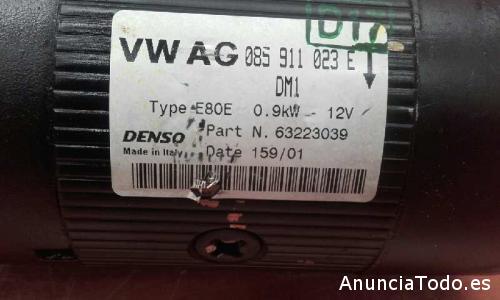 D17
VW AG 085 911 023 E
DM1
Type E80E 0.9kW - 12V
DENSO Part N. 63223039
Made in Italy Date 159/01
AnunciaTodo.es